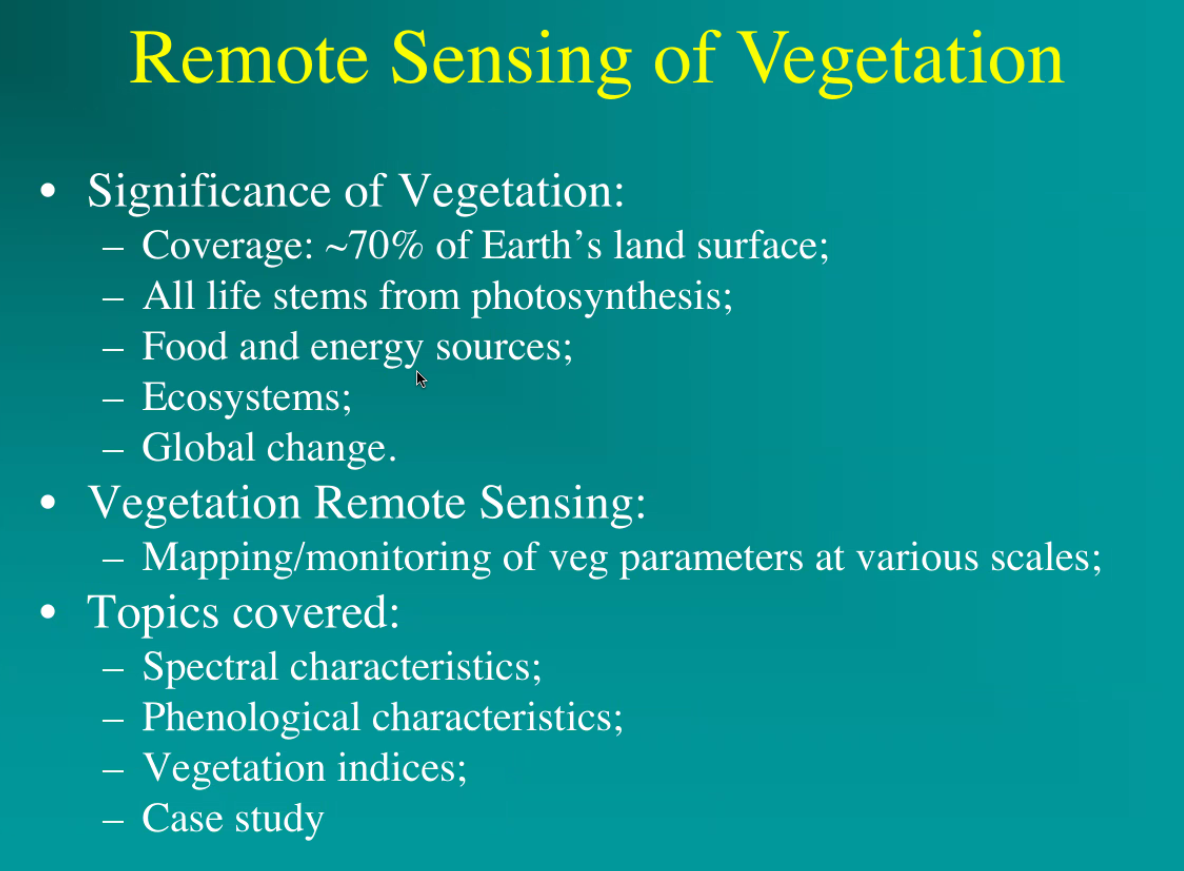 Remote Sensing of Vegetation
• Significance of Vegetation:
– Coverage: ~70% of Earth’s land surface;
– All life stems from photosynthesis;
– Food and energy sources;
– Ecosystems;
– Global change.
• Vegetation Remote Sensing:
– Mapping/monitoring of veg parameters at various scales;
• Topics covered:
– Spectral characteristics;
– Phenological characteristics;
– Vegetation indices;
– Case study